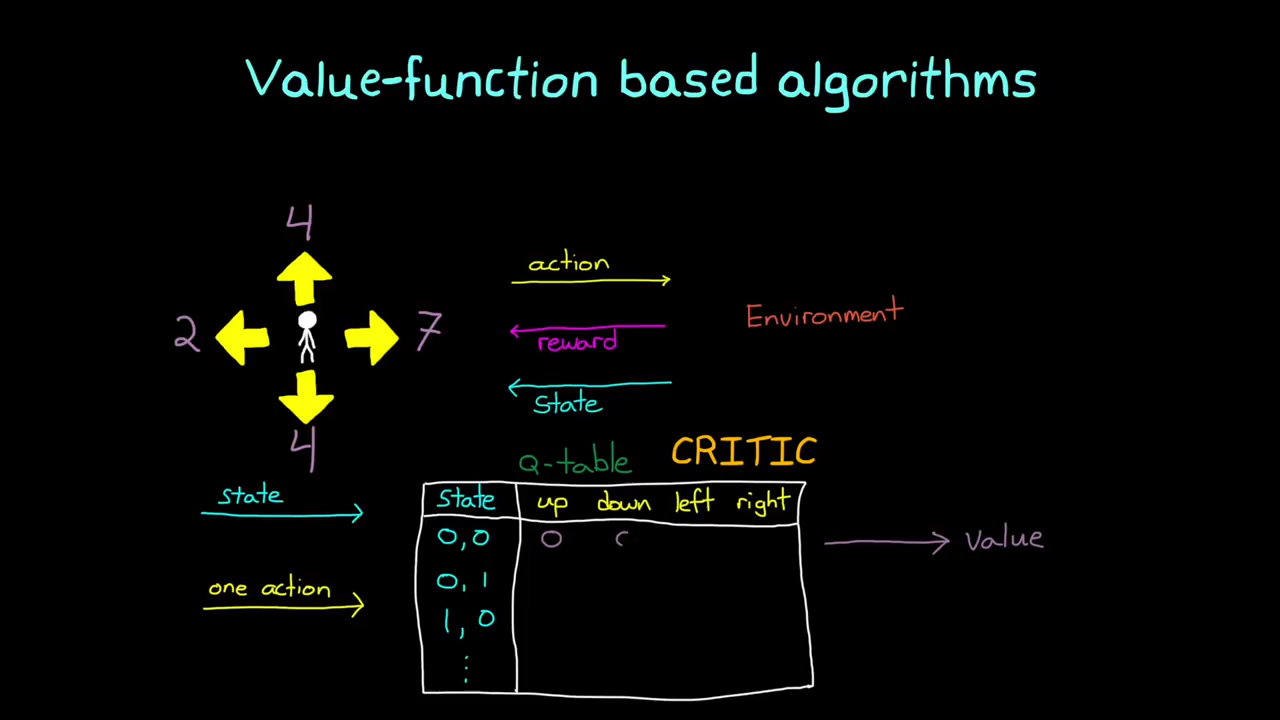 Value-function based algorithms
4
action
2
7
Environment
reward
State
4
Q-table CRITIC
state
State up down left right
0,0 0
value
0,1
one action
1,0
⋮